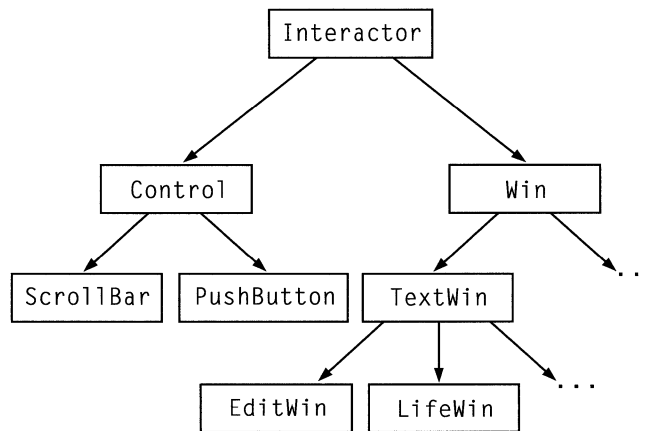 Interactor
Control
Win
ScrollBar
PushButton
TextWin
..
EditWin
LifeWin
...